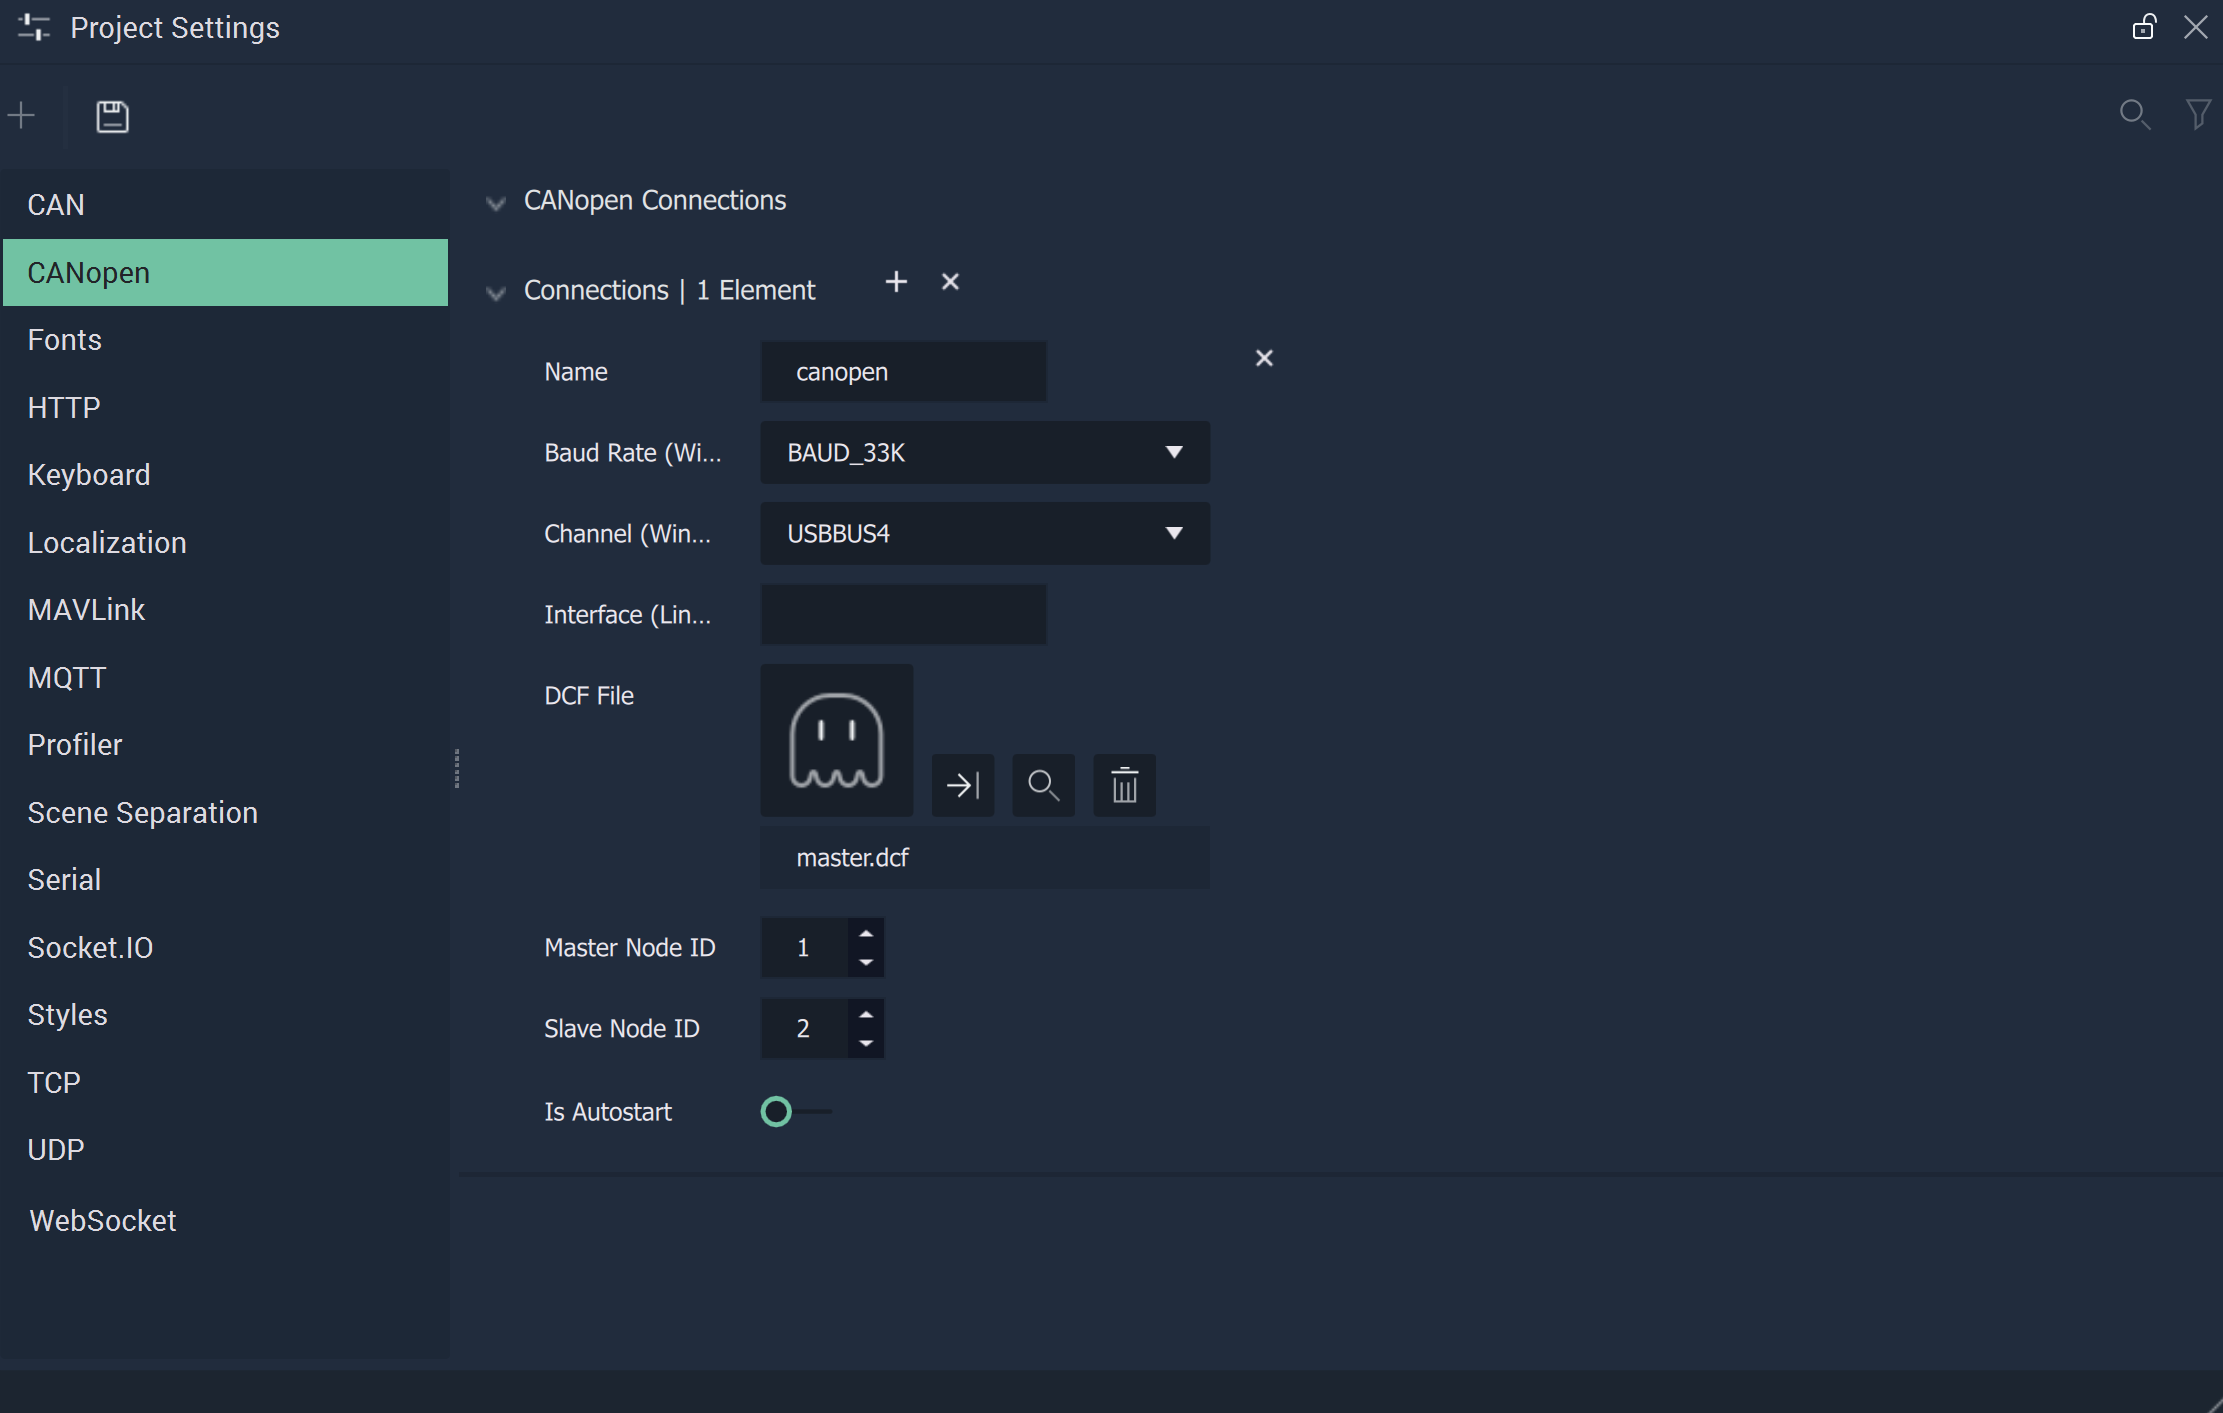 Project Settings
CAN
CANopen
Fonts
HTTP
Keyboard
Localization
MAVLink
MQTT
Profiler
Scene Separation
Serial
Socket.IO
Styles
TCP
UDP
WebSocket
CANopen Connections
Connections | 1 Element
Name canopen
Baud Rate (Wi... BAUD_33K
Channel (Win... USBBUS4
Interface (Lin...
DCF File
master.dcf
Master Node ID 1
Slave Node ID 2
Is Autostart